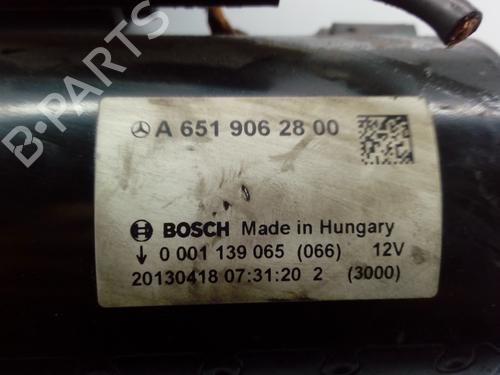 A 651 906 28 00
BOSCH Made in Hungary
0 001 139 065 (066) 12V
20130418 07:31:20 2 (3000)
B-PARTS